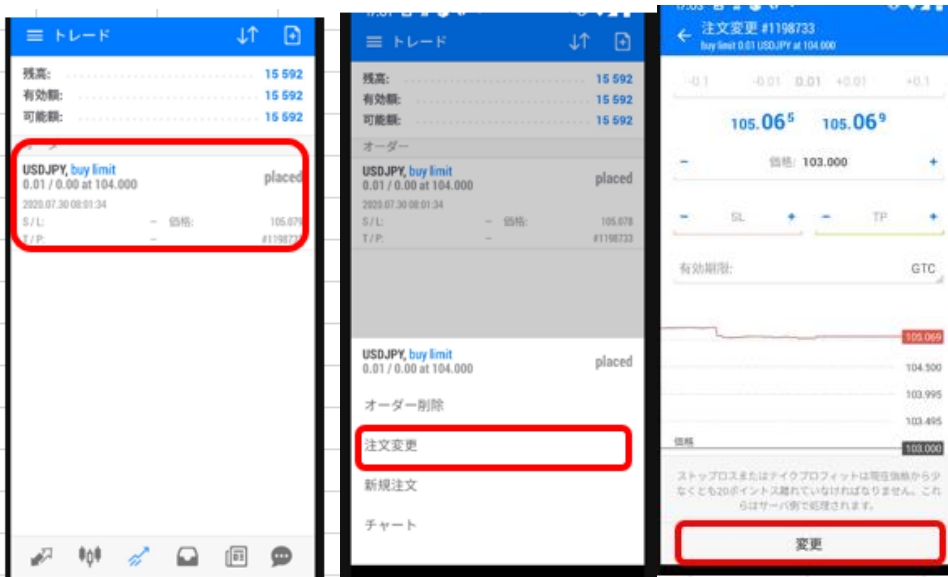 トレード
残高: 15 592
有効額: 15 592
可能額: 15 592
USDJPY, buy limit
0.01 / 0.00 at 104.000
placed
2020.07.30 08:01:34
S / L: – 価格: 105.079
T / P: – #1198733
トレード
残高: 15 592
有効額: 15 592
可能額: 15 592
オーダー
USDJPY, buy limit
0.01 / 0.00 at 104.000
placed
2020.07.30 08:01:34
S / L: – 価格: 105.078
T / P: – #1198733
USDJPY, buy limit
0.01 / 0.00 at 104.000
placed
オーダー削除
注文変更
新規注文
チャート
注文変更 #1198733
buy limit 0.01 USDJPY at 104.000
-0.1 -0.01 0.01 +0.01 +0.1
105.065 105.069
- 価格: 103.000 +
- SL + - TP +
有効期限: GTC
105.069
104.500
103.995
103.495
価格
103.000
ストップロスまたはテイクプロフィットは現在価格から少
なくとも20ポイントス離れていなければなりません。これ
らはサーバ側で処理されます。
変更